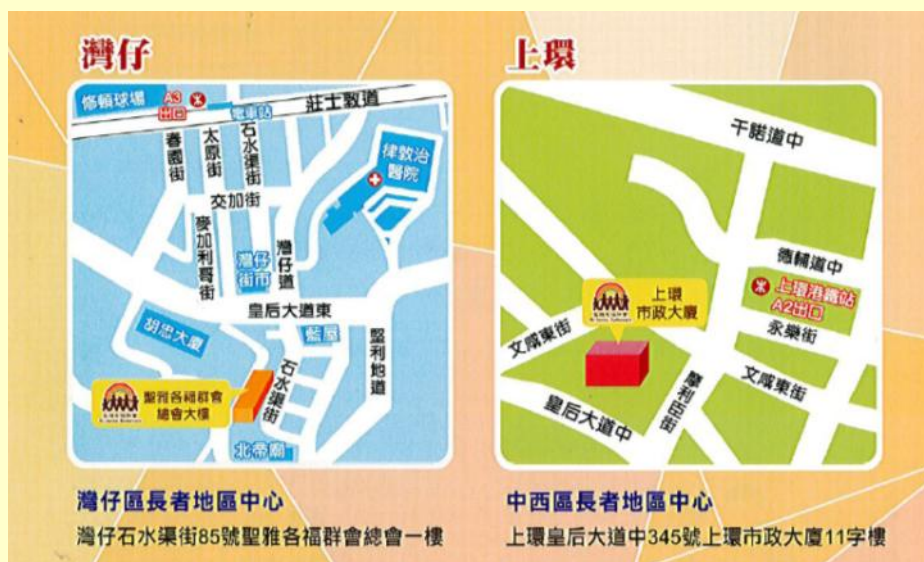 灣仔
修頓球場
A3
出口
莊士敦道
電車站
春園街
太原街
石水渠街
律敦治
醫院
交加街
麥加利哥街
灣仔
街市
灣仔道
皇后大道東
胡忠大廈
藍屋
石水渠街
堅利地道
聖雅各福群會
總會大樓
北帝廟
灣仔區長者地區中心
灣仔石水渠街85號聖雅各福群會總會一樓
上環
干諾道中
德輔道中
上環港鐵站
A2出口
上環
市政大廈
永樂街
文咸東街
文咸東街
摩利臣街
皇后大道中
中西區長者地區中心
上環皇后大道中345號上環市政大廈11字樓